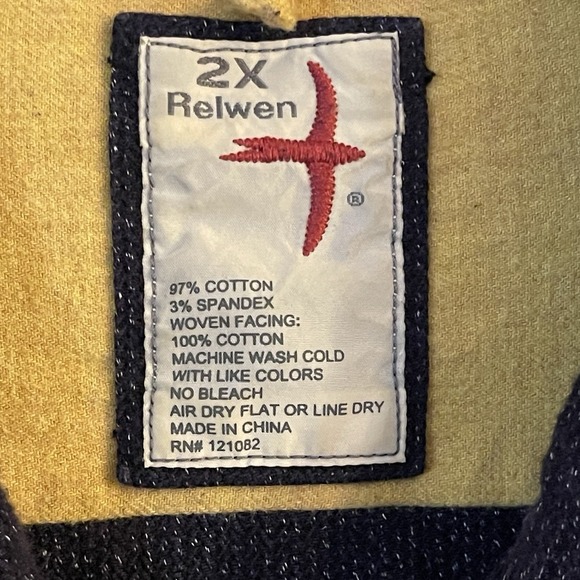 2X
Relwen
®
97% COTTON
3% SPANDEX
WOVEN FACING:
100% COTTON
MACHINE WASH COLD
WITH LIKE COLORS
NO BLEACH
AIR DRY FLAT OR LINE DRY
MADE IN CHINA
RN# 121082